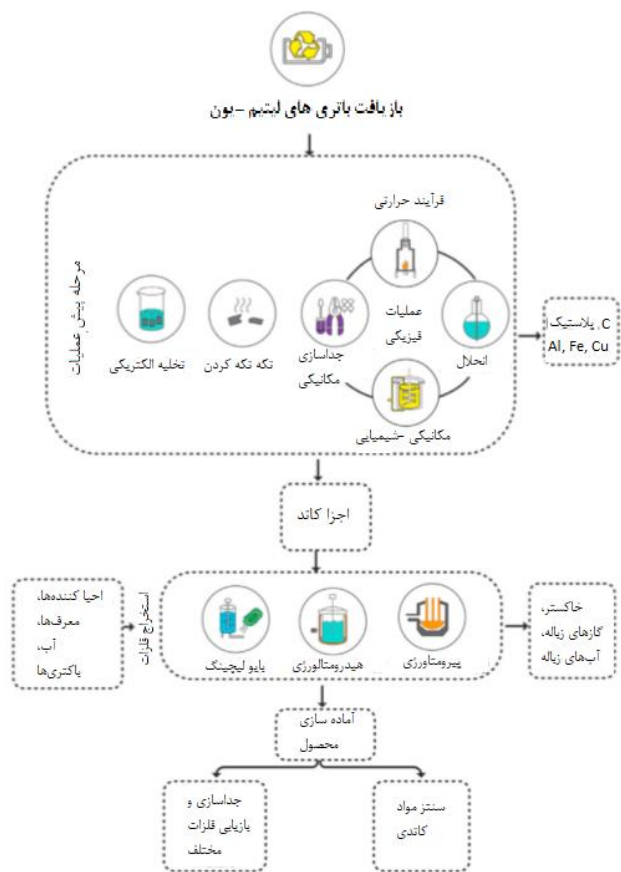 بازیافت باتری های لیتیم – یون
مرحله پیش عملیات
تخلیه الکتریکی
تکه تکه کردن
فرآیند حرارتی
عملیات
فیزیکی
جداسازی
مکانیکی
انحلال
مکانیکی -شیمیایی
C, پلاستیک
Al, Fe, Cu
اجزا کاتد
احیا کننده‌ها،
معرف‌ها،
آب،
باکتری‌ها
استخراج فلزات
بایو لیچینگ
هیدرومتالورژی
پیرومتاورژی
خاکستر،
گازهای زباله،
آب‌های زباله
آماده سازی
محصول
جداسازی و
بازیابی فلزات
مختلف
سنتز مواد
کاتدی